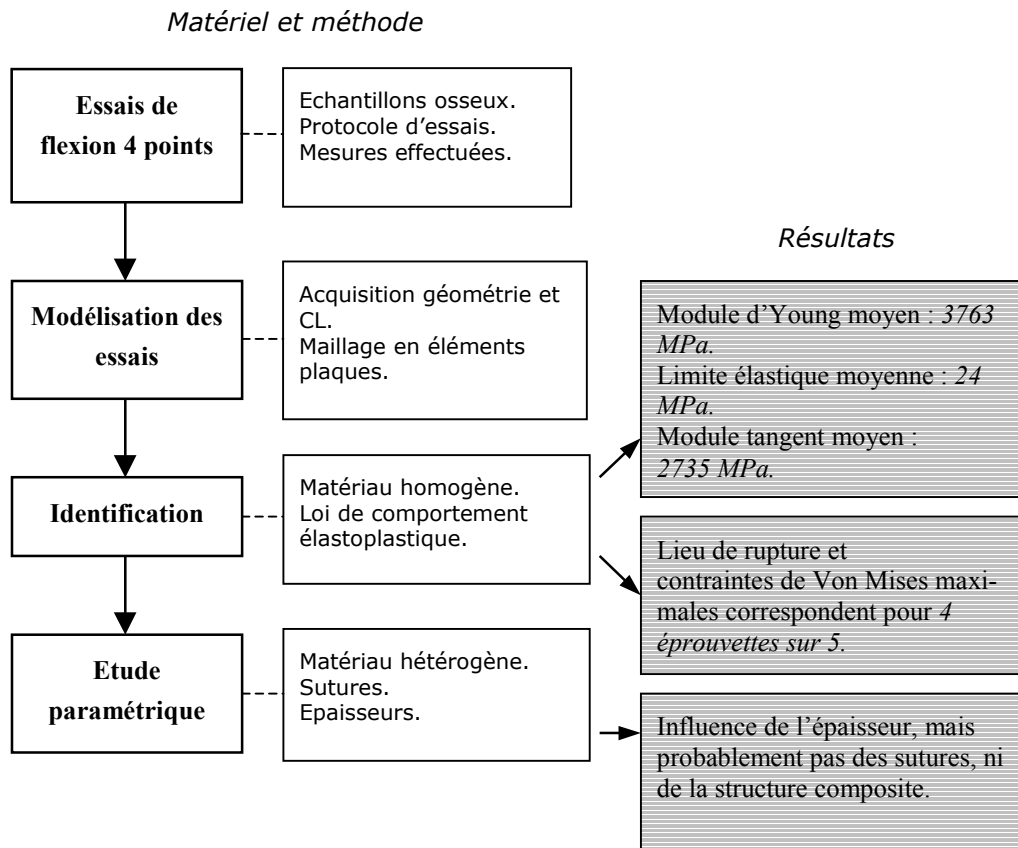 Matériel et méthode
Essais de
flexion 4 points
Echantillons osseux.
Protocole d'essais.
Mesures effectuées.
Modélisation des
essais
Acquisition géométrie et
CL.
Maillage en éléments
plaques.
Identification
Matériau homogène.
Loi de comportement
élastoplastique.
Etude
paramétrique
Matériau hétérogène.
Sutures.
Epaisseurs.
Résultats
Module d'Young moyen : 3763
MPa.
Limite élastique moyenne : 24
MPa.
Module tangent moyen :
2735 MPa.
Lieu de rupture et
contraintes de Von Mises maxi-
males correspondent pour 4
éprouvettes sur 5.
Influence de l'épaisseur, mais
probablement pas des sutures, ni
de la structure composite.